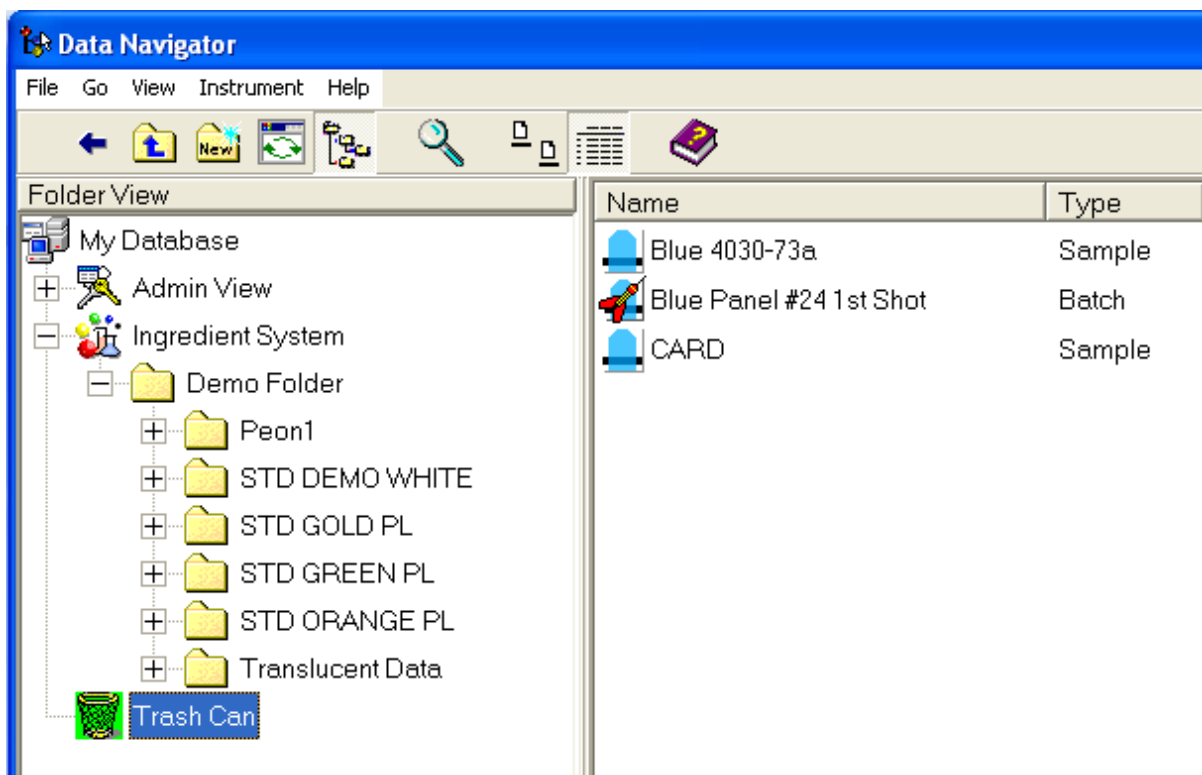 Data Navigator
File Go View Instrument Help
New
Folder View
My Database
Admin View
Ingredient System
Demo Folder
Peon1
STD DEMO WHITE
STD GOLD PL
STD GREEN PL
STD ORANGE PL
Translucent Data
Trash Can
Name Type
Blue 4030-73a Sample
Blue Panel #24 1st Shot Batch
CARD Sample